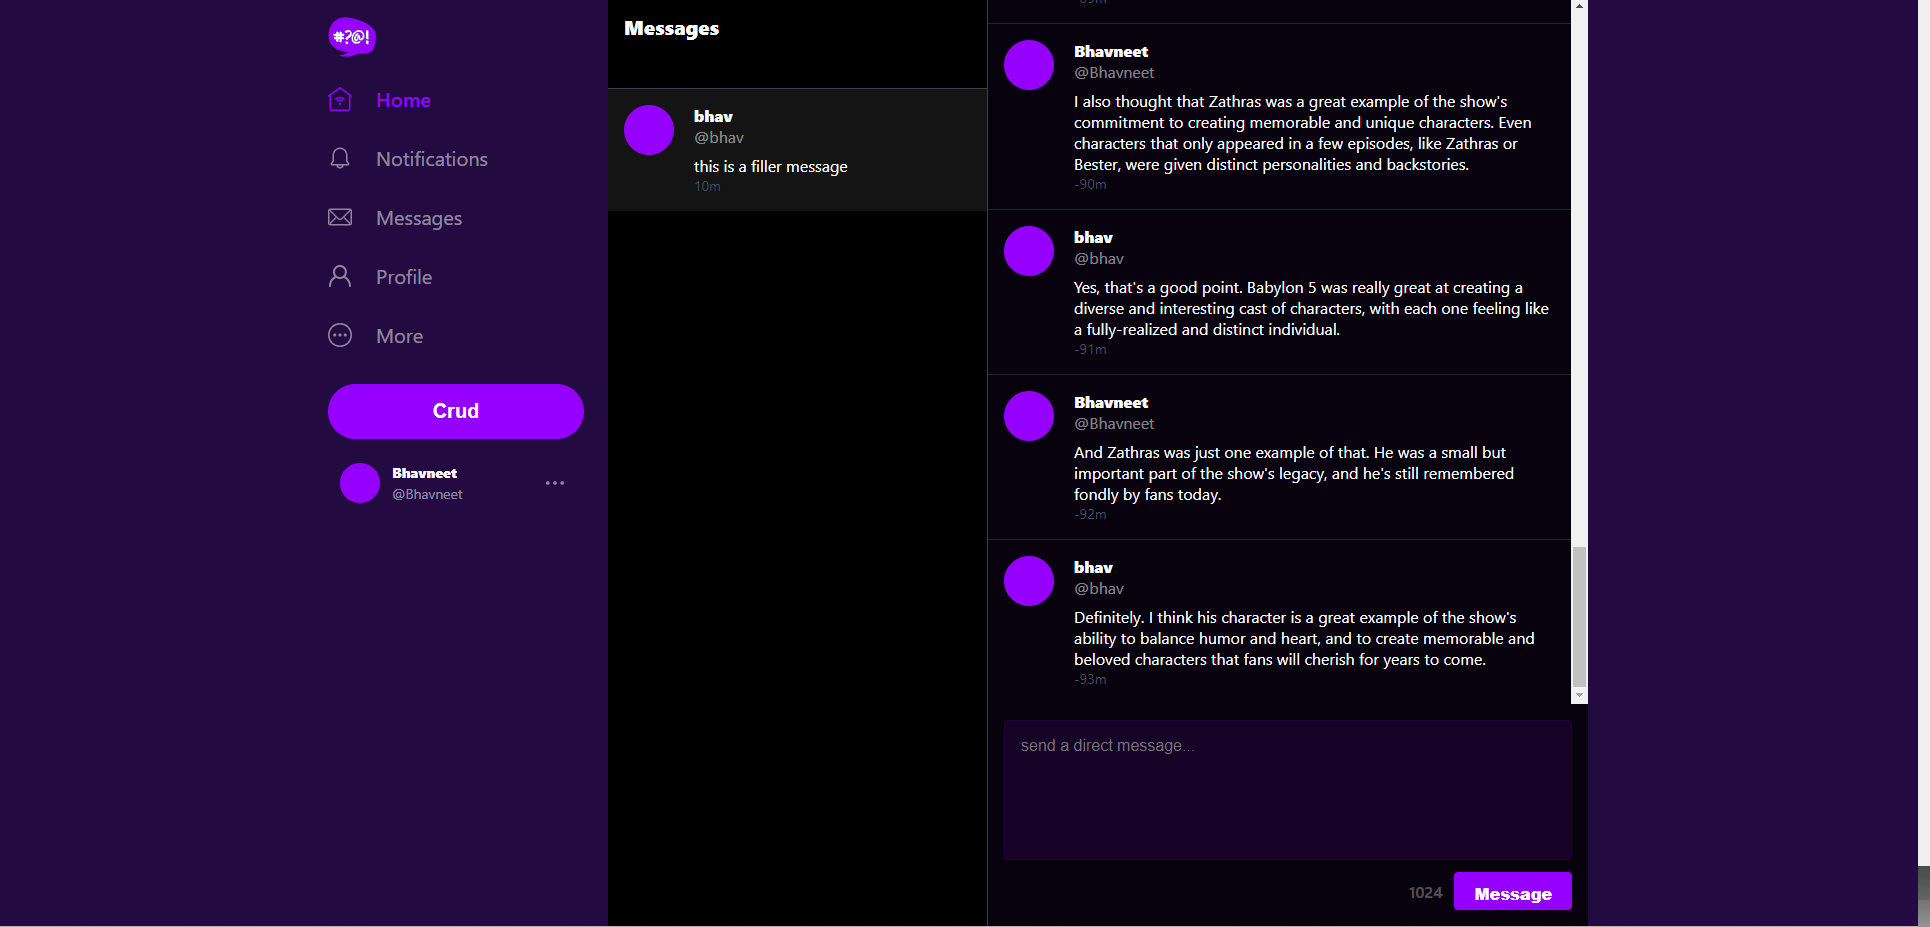 #?@!
Home
Notifications
Messages
Profile
More
Crud
Bhavneet
@Bhavneet
Messages
bhav
@bhav
this is a filler message
10m
Bhavneet
@Bhavneet
I also thought that Zathras was a great example of the show's
commitment to creating memorable and unique characters. Even
characters that only appeared in a few episodes, like Zathras or
Bester, were given distinct personalities and backstories.
-90m
bhav
@bhav
Yes, that's a good point. Babylon 5 was really great at creating a
diverse and interesting cast of characters, with each one feeling like
a fully-realized and distinct individual.
-91m
Bhavneet
@Bhavneet
And Zathras was just one example of that. He was a small but
important part of the show's legacy, and he's still remembered
fondly by fans today.
-92m
bhav
@bhav
Definitely. I think his character is a great example of the show's
ability to balance humor and heart, and to create memorable and
beloved characters that fans will cherish for years to come.
-93m
send a direct message...
1024
Message